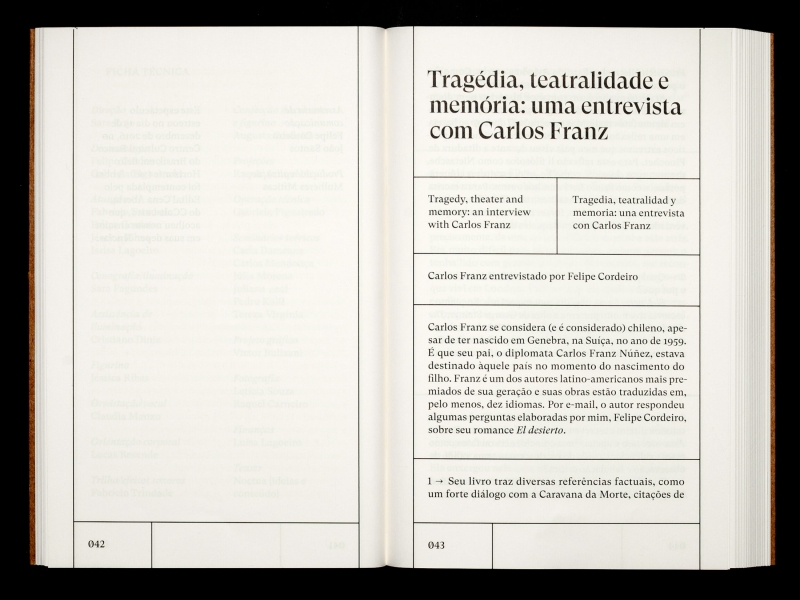 042
Tragédia, teatralidade e
memória: uma entrevista
com Carlos Franz
Tragedy, theater and
memory: an interview
with Carlos Franz
Tragedia, teatralidad y
memoria: una entrevista
con Carlos Franz
Carlos Franz entrevistado por Felipe Cordeiro
Carlos Franz se considera (e é considerado) chileno, ape-
sar de ter nascido em Genebra, na Suíça, no ano de 1959.
É que seu pai, o diplomata Carlos Franz Núñez, estava
destinado àquele país no momento do nascimento do
filho. Franz é um dos autores latino-americanos mais pre-
miados de sua geração e suas obras estão traduzidas em,
pelo menos, dez idiomas. Por e-mail, o autor respondeu
algumas perguntas elaboradas por mim, Felipe Cordeiro,
sobre seu romance El desierto.
1 → Seu livro traz diversas referências factuais, como
um forte diálogo com a Caravana da Morte, citações de
043